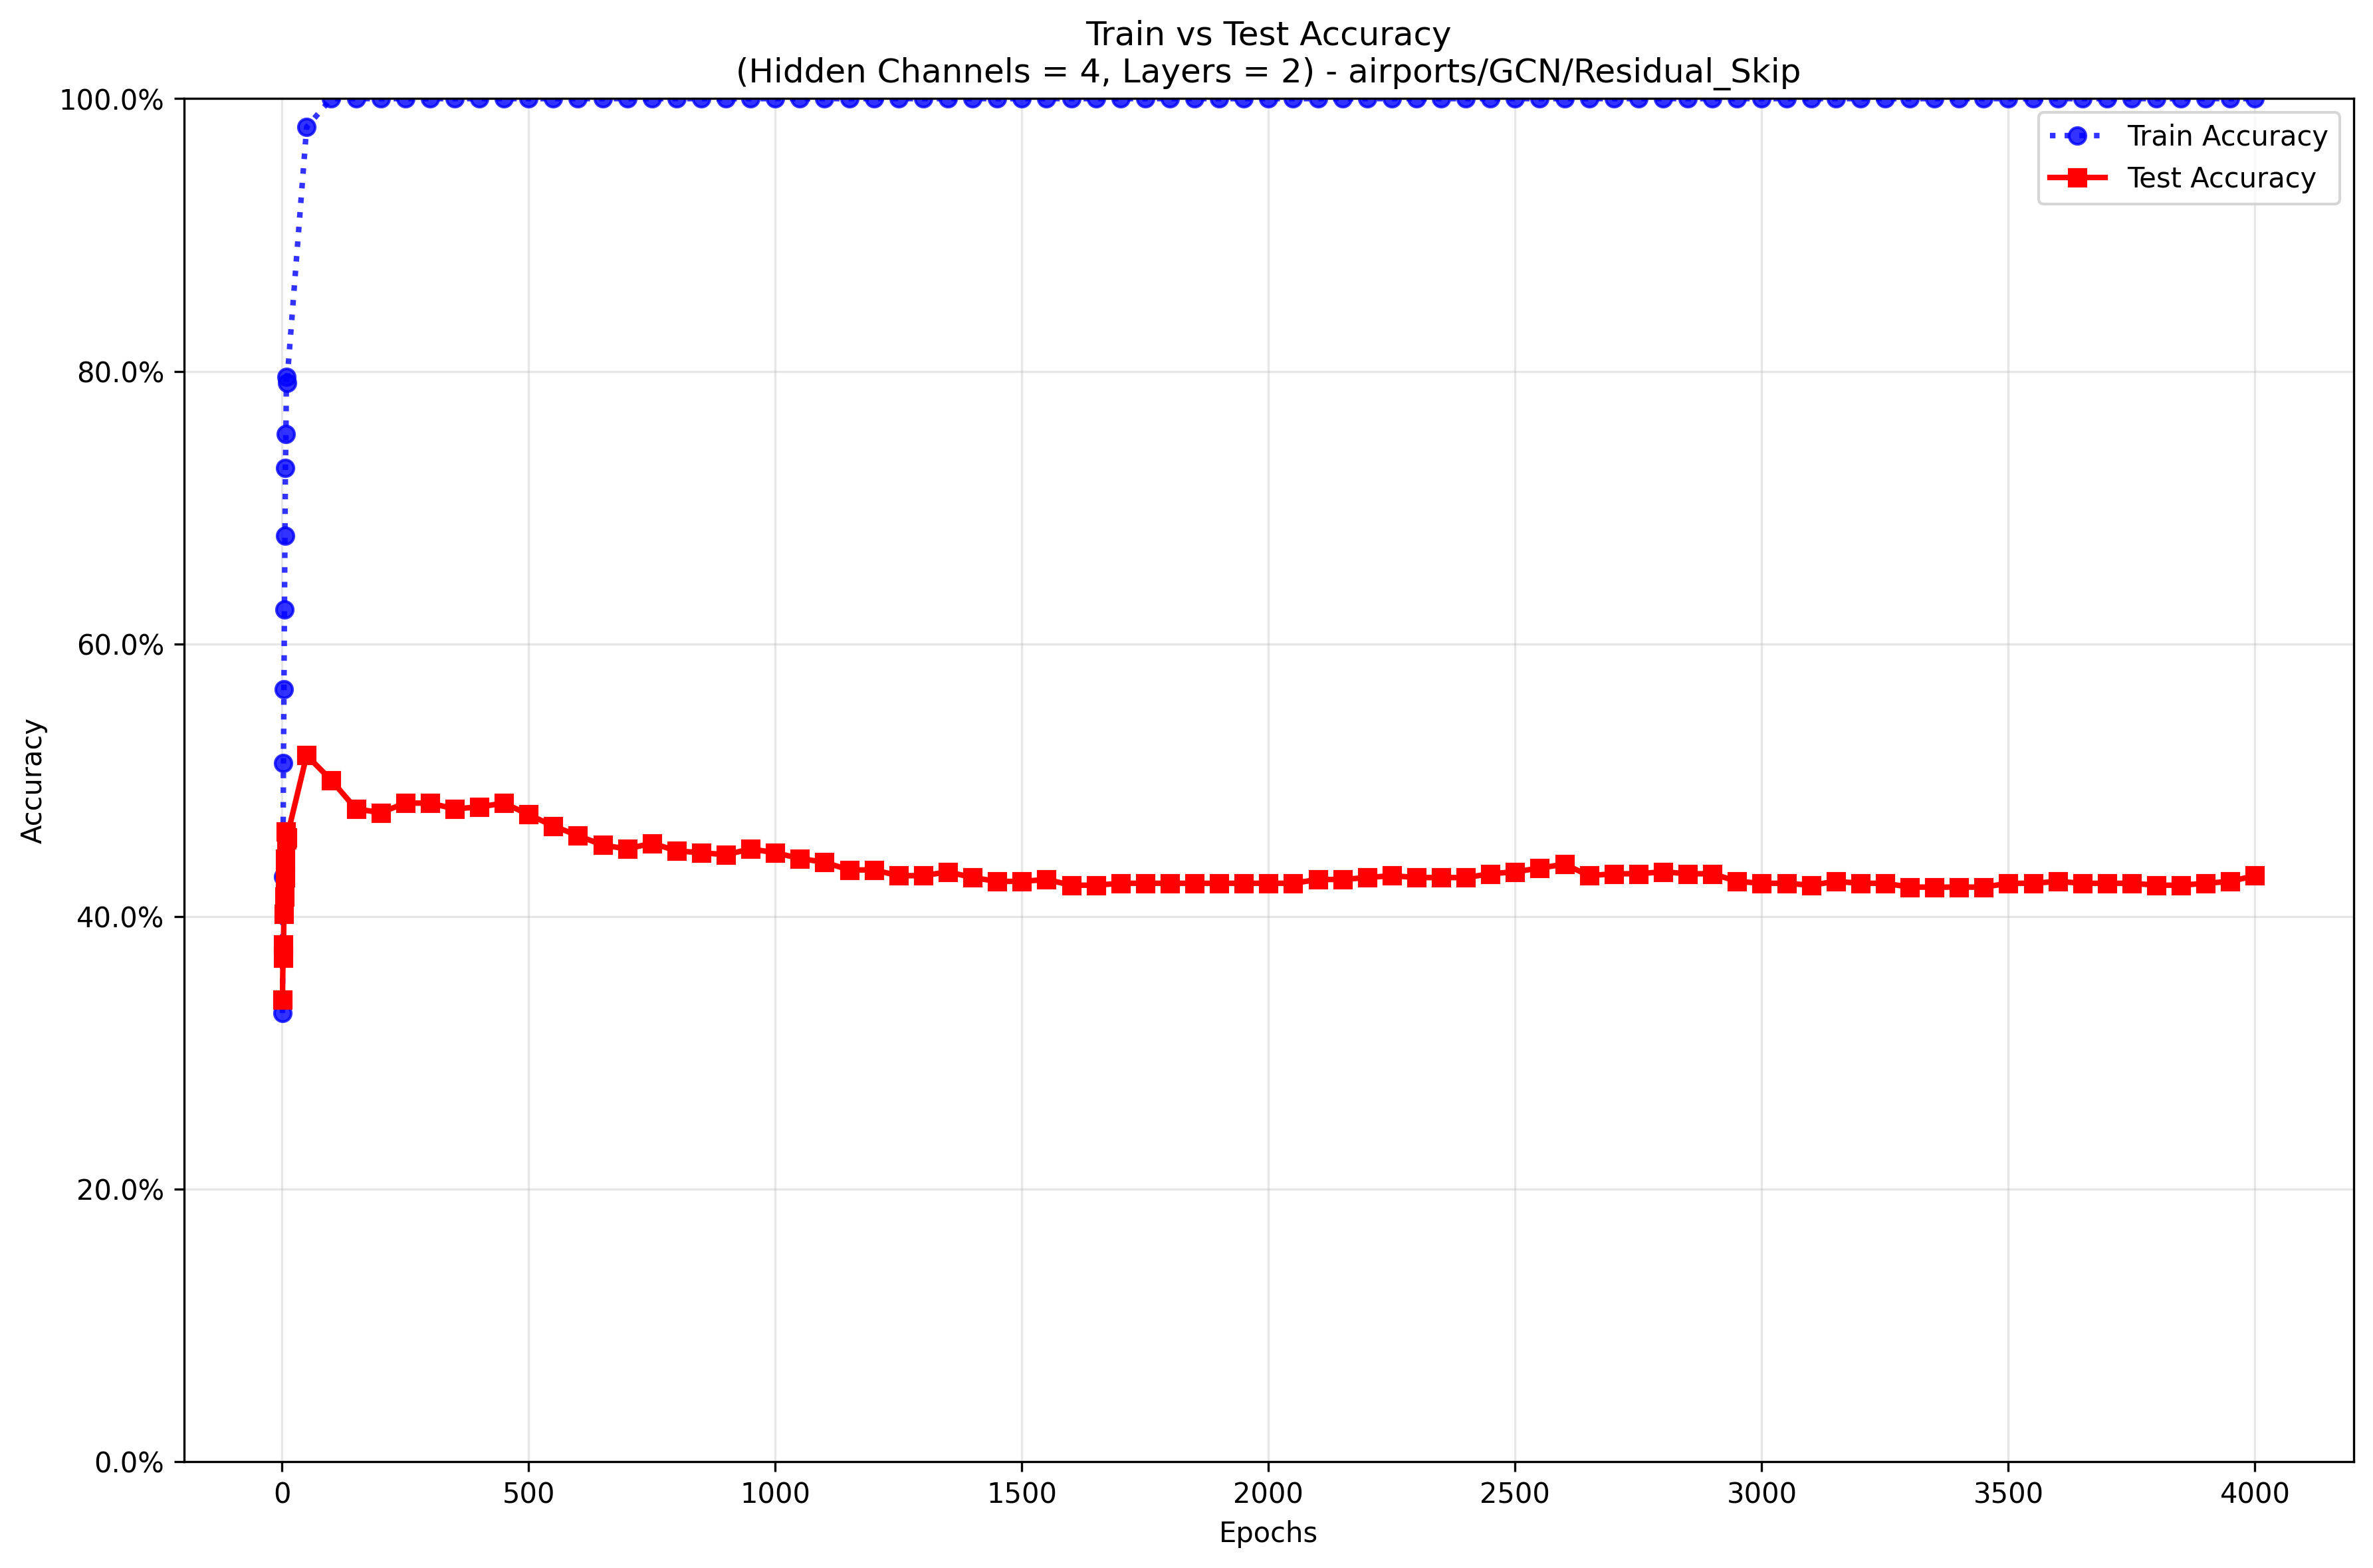 Train vs Test Accuracy
(Hidden Channels = 4, Layers = 2) - airports/GCN/Residual_Skip
100.0%
80.0%
60.0%
40.0%
20.0%
0.0%
Accuracy
Train Accuracy
Test Accuracy
0 500 1000 1500 2000 2500 3000 3500 4000
Epochs